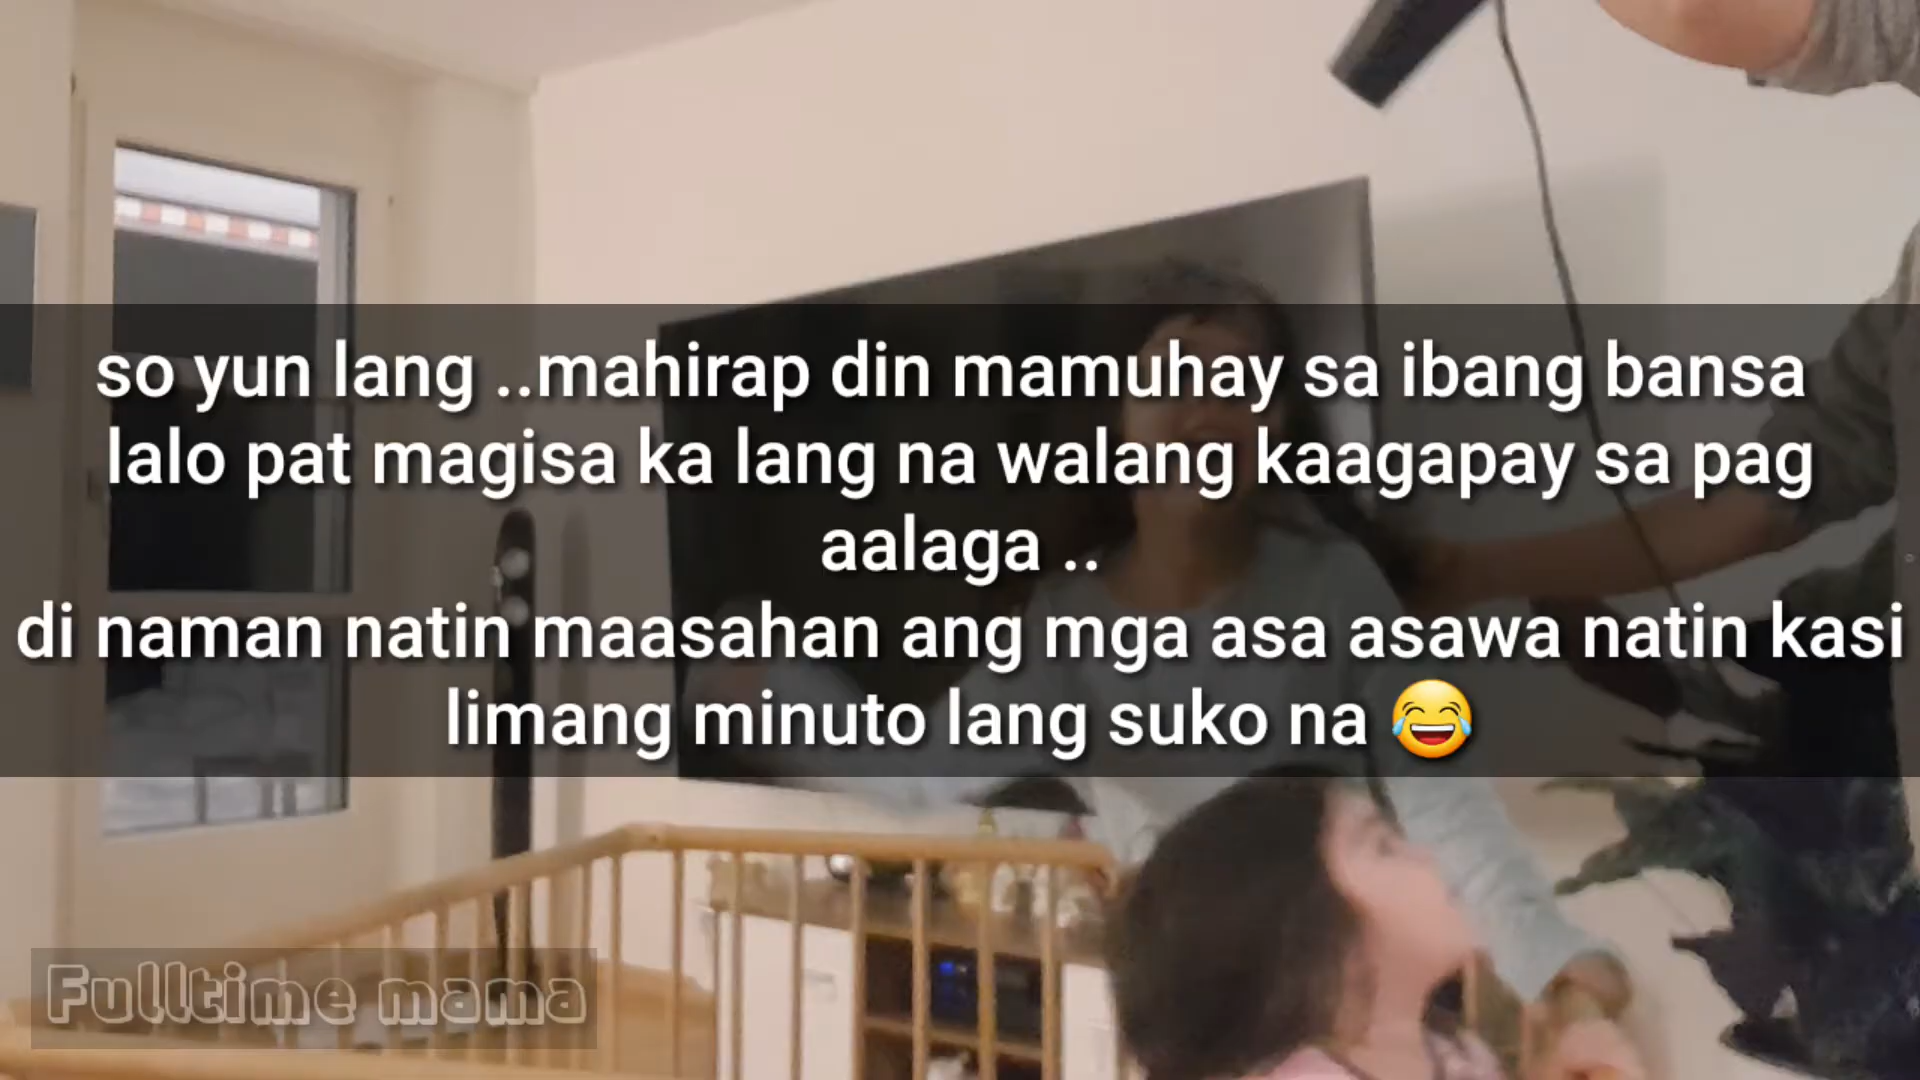 so yun lang ..mahirap din mamuhay sa ibang bansa
lalo pat magisa ka lang na walang kaagapay sa pag
aalaga ..
di naman natin maasahan ang mga asa asawa natin kasi
limang minuto lang suko na 😂
Fulltime mama